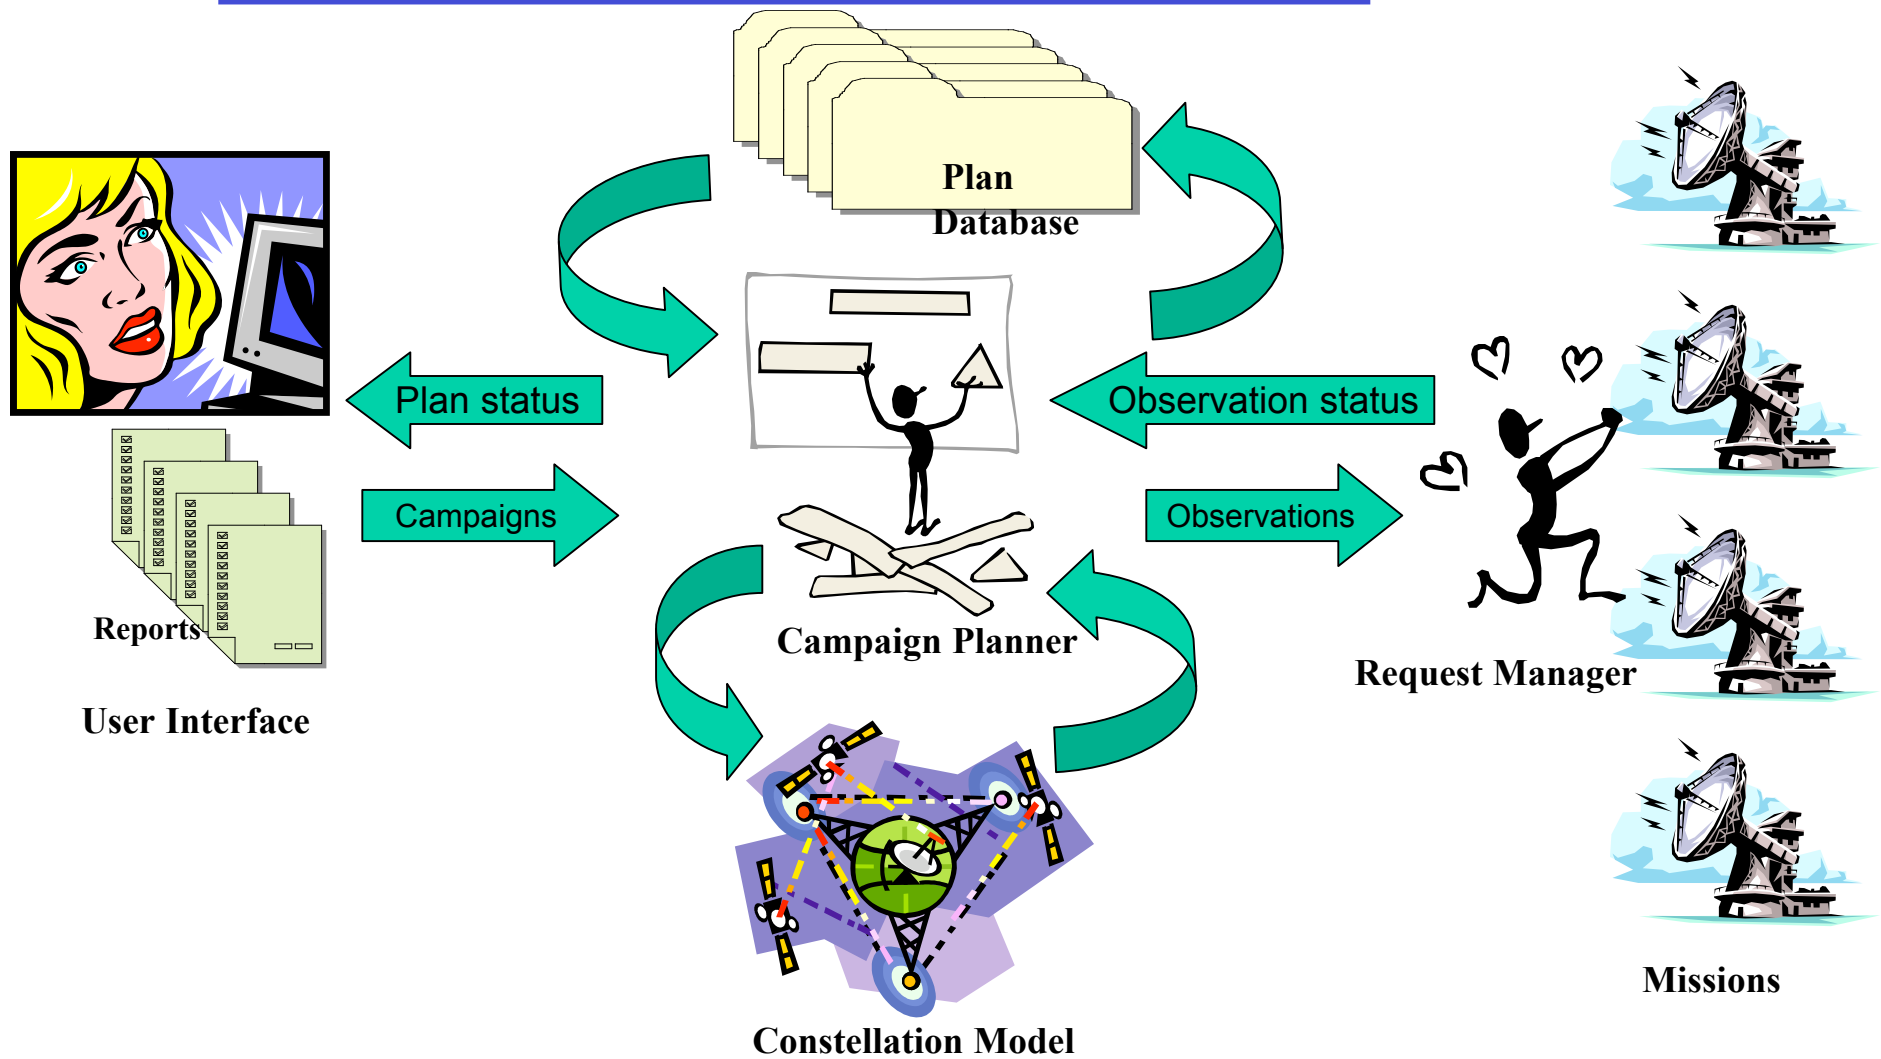 Plan
Database
Plan status
Observation status
Campaigns
Observations
Reports
Campaign Planner
Request Manager
User Interface
Missions
Constellation Model